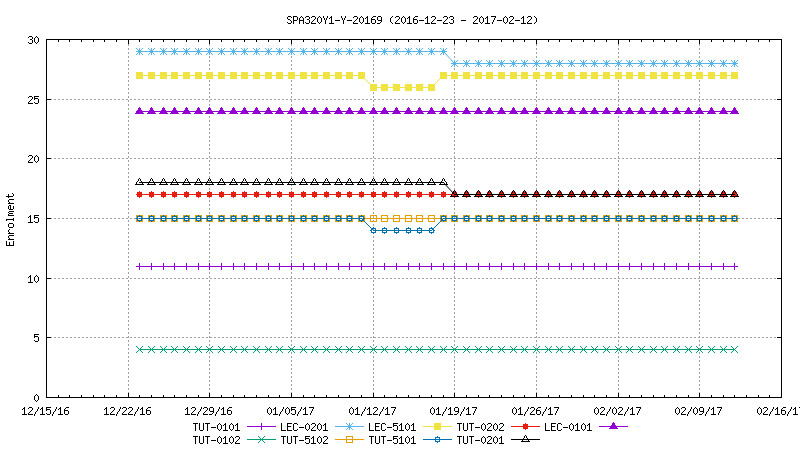 SPA320Y1-Y-20169 (2016-12-23 - 2017-02-12)
30
25
20
15
10
5
0
Enrolment
12/15/16 12/22/16 12/29/16 01/05/17 01/12/17 01/19/17 01/26/17 02/02/17 02/09/17 02/16/17
TUT-0101 LEC-0201 LEC-5101 TUT-0202 LEC-0101
TUT-0102 TUT-5102 TUT-5101 TUT-0201